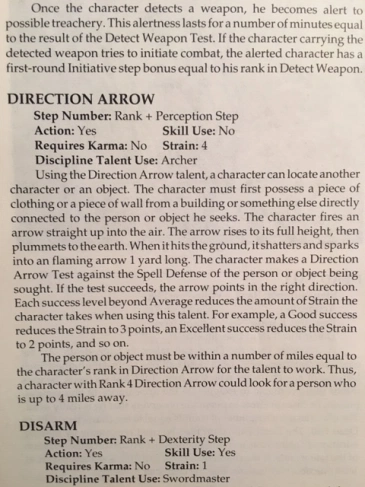 Once the character detects a weapon, he becomes alert to
possible treachery. This alertness lasts for a number of minutes equal
to the result of the Detect Weapon Test. If the character carrying the
detected weapon tries to initiate combat, the alerted character has a
first-round Initiative step bonus equal to his rank in Detect Weapon.
DIRECTION ARROW
Step Number: Rank + Perception Step
Action: Yes Skill Use: No
Requires Karma: No Strain: 4
Discipline Talent Use: Archer
Using the Direction Arrow talent, a character can locate another
character or an object. The character must first possess a piece of
clothing or a piece of wall from a building or something else directly
connected to the person or object he seeks. The character fires an
arrow straight up into the air. The arrow rises to its full height, then
plummets to the earth. When it hits the ground, it shatters and sparks
into an flaming arrow 1 yard long. The character makes a Direction
Arrow Test against the Spell Defense of the person or object being
sought. If the test succeeds, the arrow points in the right direction.
Each success level beyond Average reduces the amount of Strain the
character takes when using this talent. For example, a Good success
reduces the Strain to 3 points, an Excellent success reduces the Strain
to 2 points, and so on.
The person or object must be within a number of miles equal to
the character's rank in Direction Arrow for the talent to work. Thus,
a character with Rank 4 Direction Arrow could look for a person who
is up to 4 miles away.
DISARM
Step Number: Rank + Dexterity Step
Action: Yes Skill Use: Yes
Requires Karma: No Strain: 1
Discipline Talent Use: Swordmaster